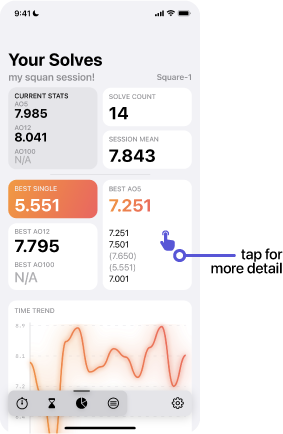 9:41
Your Solves
my squan session!
Square-1
CURRENT STATS
AO5
7.985
AO12
8.041
AO100
N/A
SOLVE COUNT
14
SESSION MEAN
7.843
BEST SINGLE
5.551
BEST AO5
7.251
7.251
7.501
(7.650)
(5.551)
7.001
BEST AO12
7.795
BEST AO100
N/A
tap for
more detail
TIME TREND
8.9
8.1
7.2